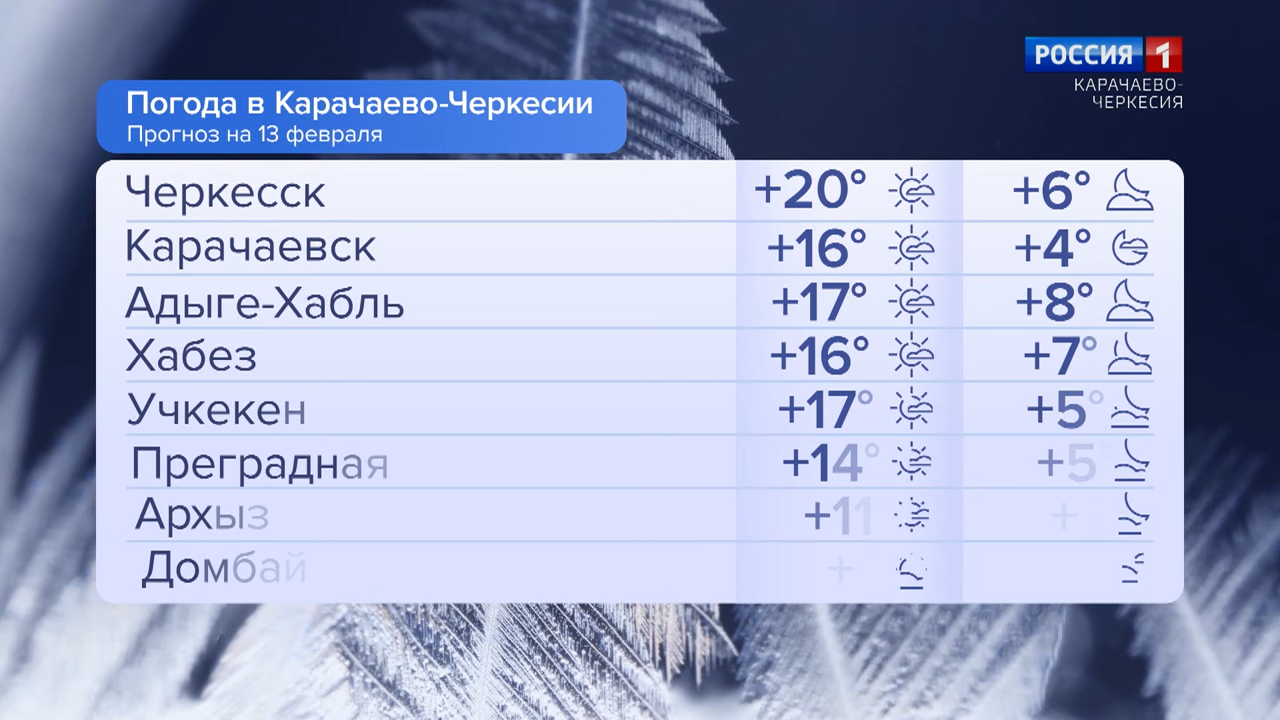 РОССИЯ 1
КАРАЧАЕВО-
ЧЕРКЕСИЯ
Погода в Карачаево-Черкесии
Прогноз на 13 февраля
Черкесск +20° +6°
Карачаевск +16° +4°
Адыге-Хабль +17° +8°
Хабез +16° +7°
Учкекен +17° +5°
Преградная +14° +5°
Архыз +11 +
Домбай +